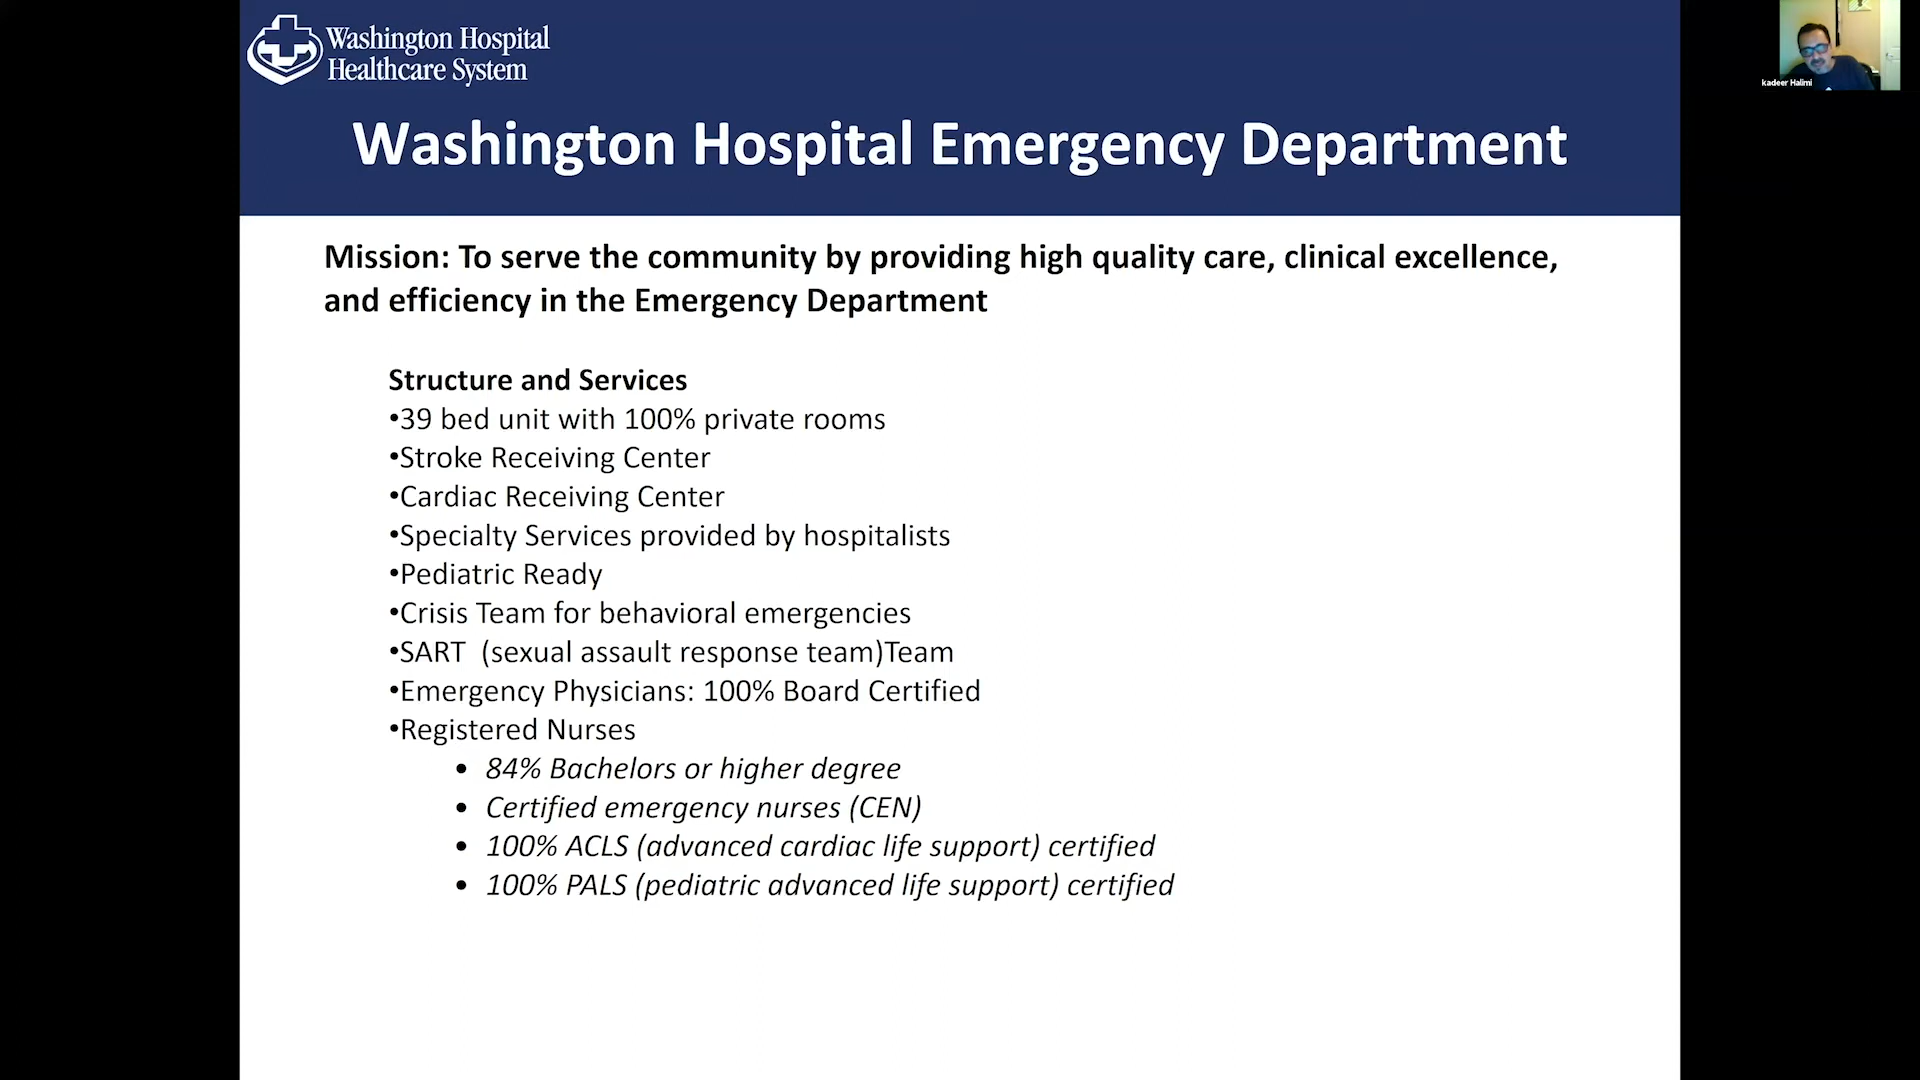 Washington Hospital
Healthcare System
kadeer Halimi
Washington Hospital Emergency Department
Mission: To serve the community by providing high quality care, clinical excellence,
and efficiency in the Emergency Department
Structure and Services
•39 bed unit with 100% private rooms
•Stroke Receiving Center
•Cardiac Receiving Center
•Specialty Services provided by hospitalists
•Pediatric Ready
•Crisis Team for behavioral emergencies
•SART  (sexual assault response team)Team
•Emergency Physicians: 100% Board Certified
•Registered Nurses
• 84% Bachelors or higher degree
• Certified emergency nurses (CEN)
• 100% ACLS (advanced cardiac life support) certified
• 100% PALS (pediatric advanced life support) certified